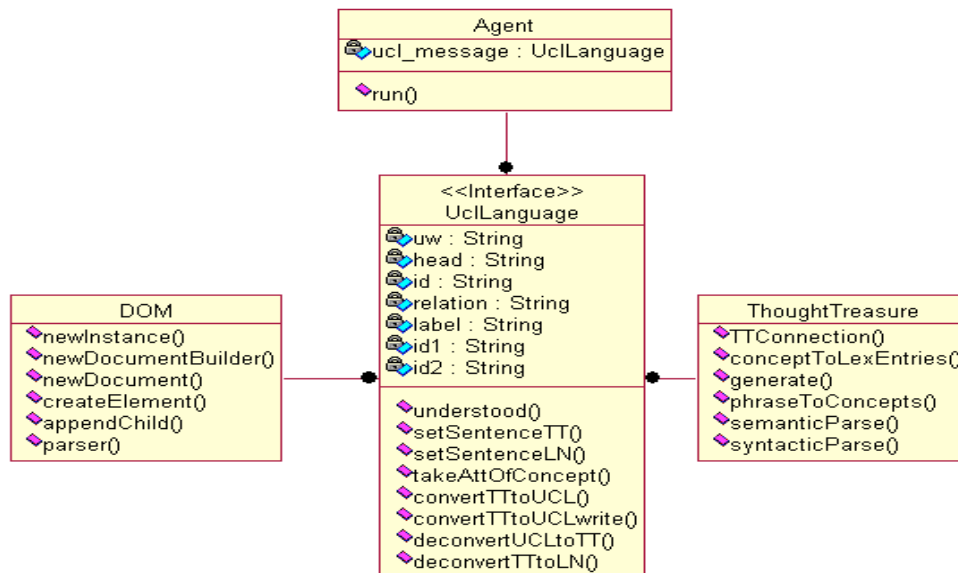 Agent
ucl_message : UclLanguage
run()
<<Interface>>
UclLanguage
uw : String
head : String
id : String
relation : String
label : String
id1 : String
id2 : String
understood()
setSentenceTT()
setSentenceLN()
takeAttOfConcept()
convertTTtoUCL()
convertTTtoUCLwrite()
deconvertUCLtoTT()
deconvertTTtoLN()
DOM
newInstance()
newDocumentBuilder()
newDocument()
createElement()
appendChild()
parser()
ThoughtTreasure
TTConnection()
conceptToLexEntries()
generate()
phraseToConcepts()
semanticParse()
syntacticParse()